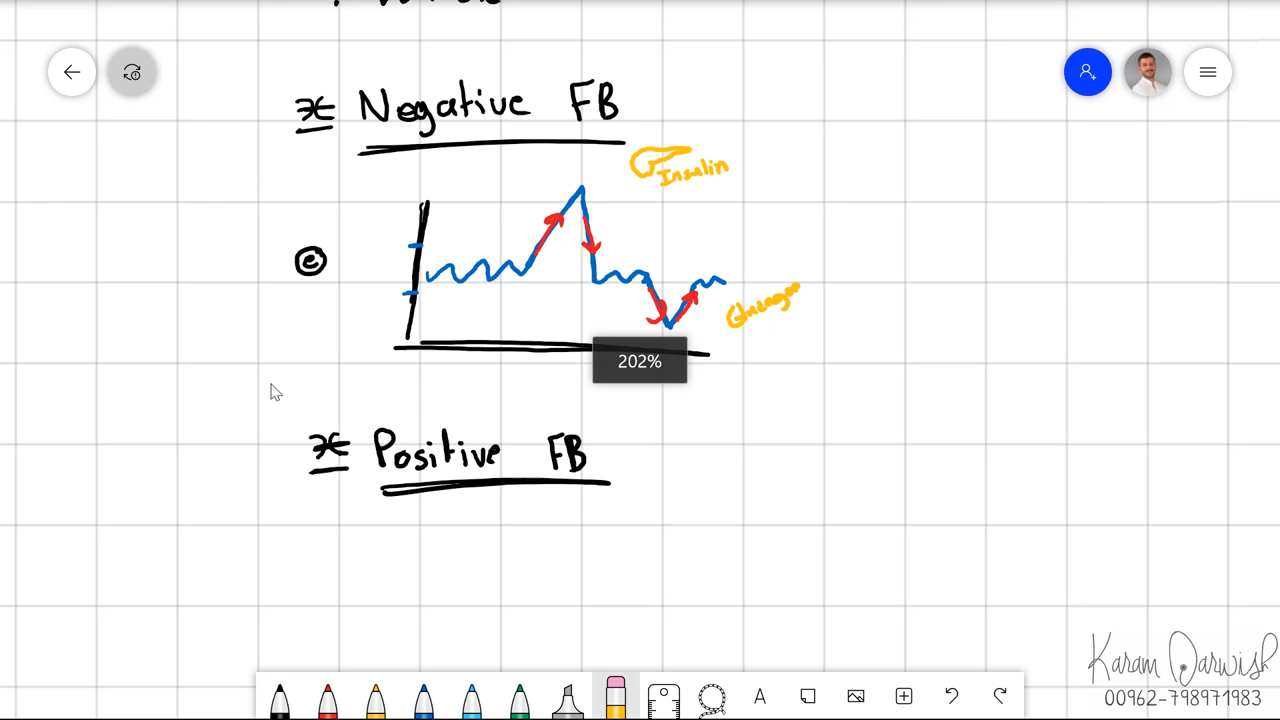 Negative FB
Insulin
e
Glucagon
202%
Positive FB
A
Karam Darwish
00962-798971983